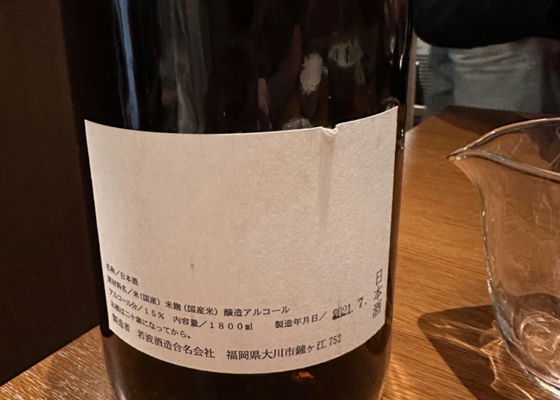 名称/日本酒
原材料名/米(国産) 米麹(国産米) 醸造アルコール
アルコール分/15% 内容量/1800ml 製造年月日/ 2021.7.
お酒は二十歳になってから。
製造者 若波酒造合名会社 福岡県大川市鐘ヶ江752
日本酒